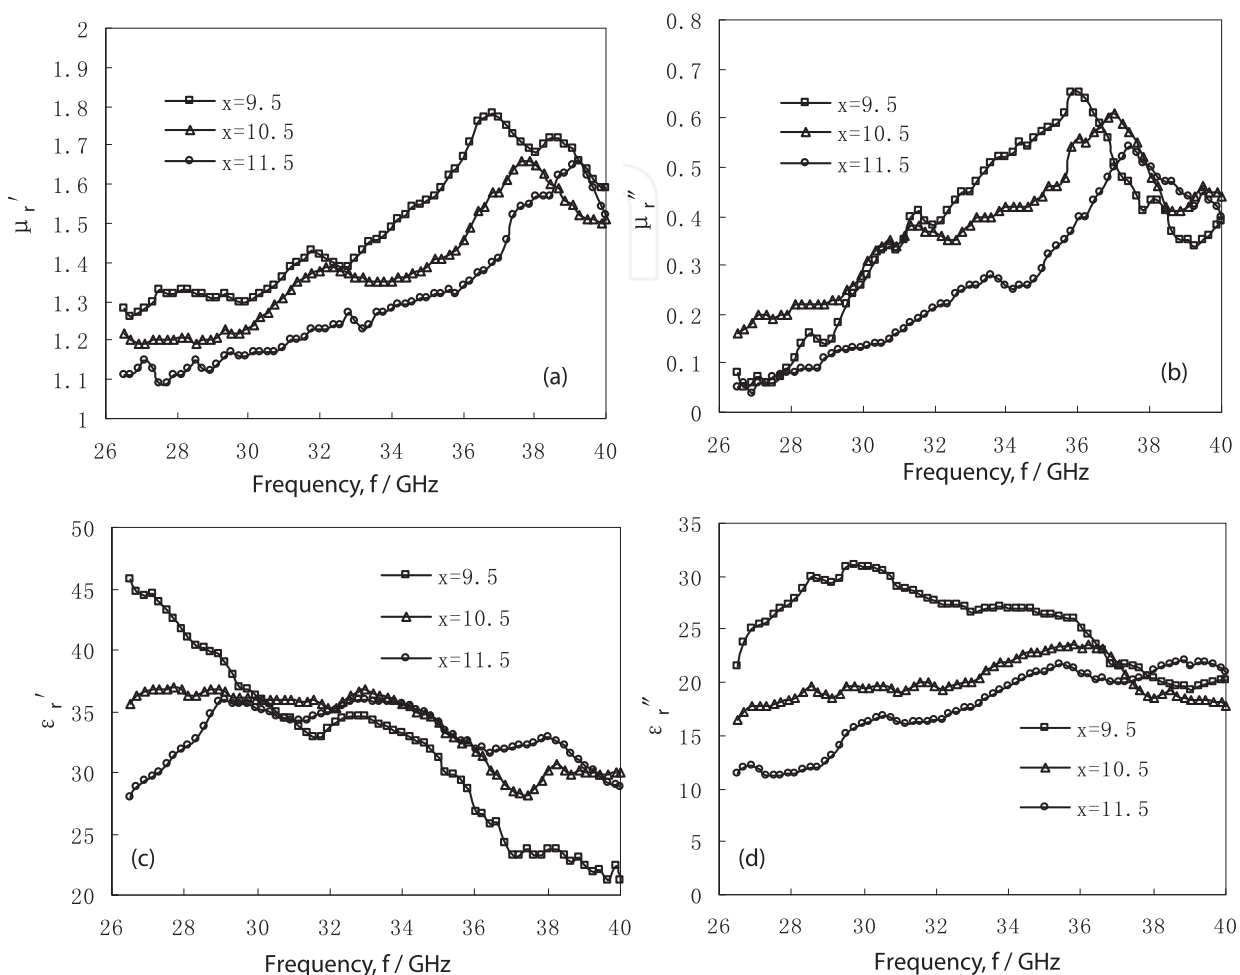 2
1.9
1.8
1.7
1.6
1.5
1.4
1.3
1.2
1.1
1
μr′
x=9.5
x=10.5
x=11.5
(a)
26 28 30 32 34 36 38 40
Frequency, f / GHz
0.8
0.7
0.6
0.5
0.4
0.3
0.2
0.1
0
μr″
x=9.5
x=10.5
x=11.5
(b)
26 28 30 32 34 36 38 40
Frequency, f / GHz
50
45
40
35
30
25
20
εr′
x=9.5
x=10.5
x=11.5
(c)
26 28 30 32 34 36 38 40
Frequency, f / GHz
35
30
25
20
15
10
5
0
εr″
x=9.5
x=10.5
x=11.5
(d)
26 28 30 32 34 36 38 40
Frequency, f / GHz